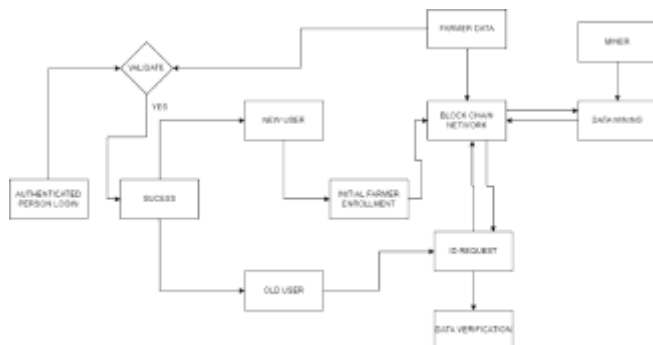 FARMER DATA
MINER
VALIDATE
YES
NEW USER
BLOCK CHAIN
NETWORK
DATA MINING
AUTHENTICATED
PERSON LOGIN
SUCESS
INITIAL FARMER
ENROLLMENT
ID REQUEST
OLD USER
DATA VERIFICATION